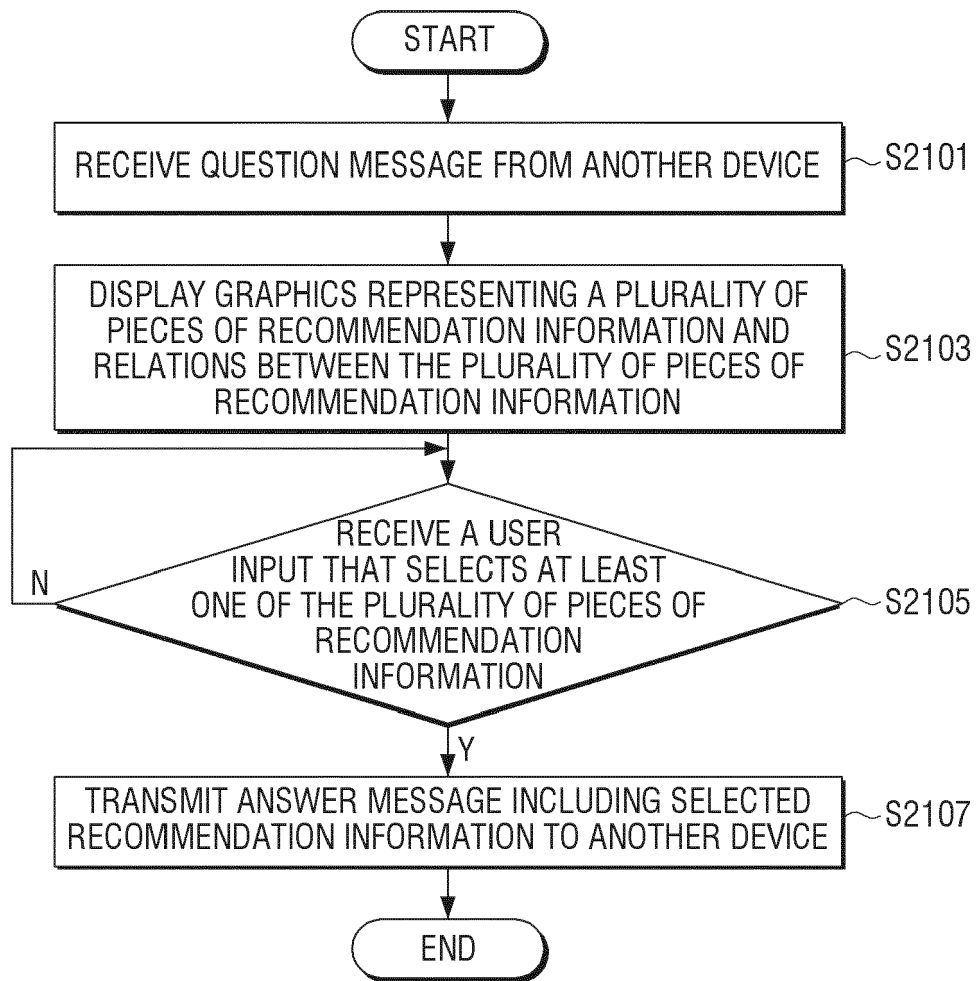 START
RECEIVE QUESTION MESSAGE FROM ANOTHER DEVICE
S2101
DISPLAY GRAPHICS REPRESENTING A PLURALITY OF
PIECES OF RECOMMENDATION INFORMATION AND
RELATIONS BETWEEN THE PLURALITY OF PIECES OF
RECOMMENDATION INFORMATION
S2103
RECEIVE A USER
INPUT THAT SELECTS AT LEAST
ONE OF THE PLURALITY OF PIECES OF
RECOMMENDATION
INFORMATION
N
S2105
Y
TRANSMIT ANSWER MESSAGE INCLUDING SELECTED
RECOMMENDATION INFORMATION TO ANOTHER DEVICE
S2107
END